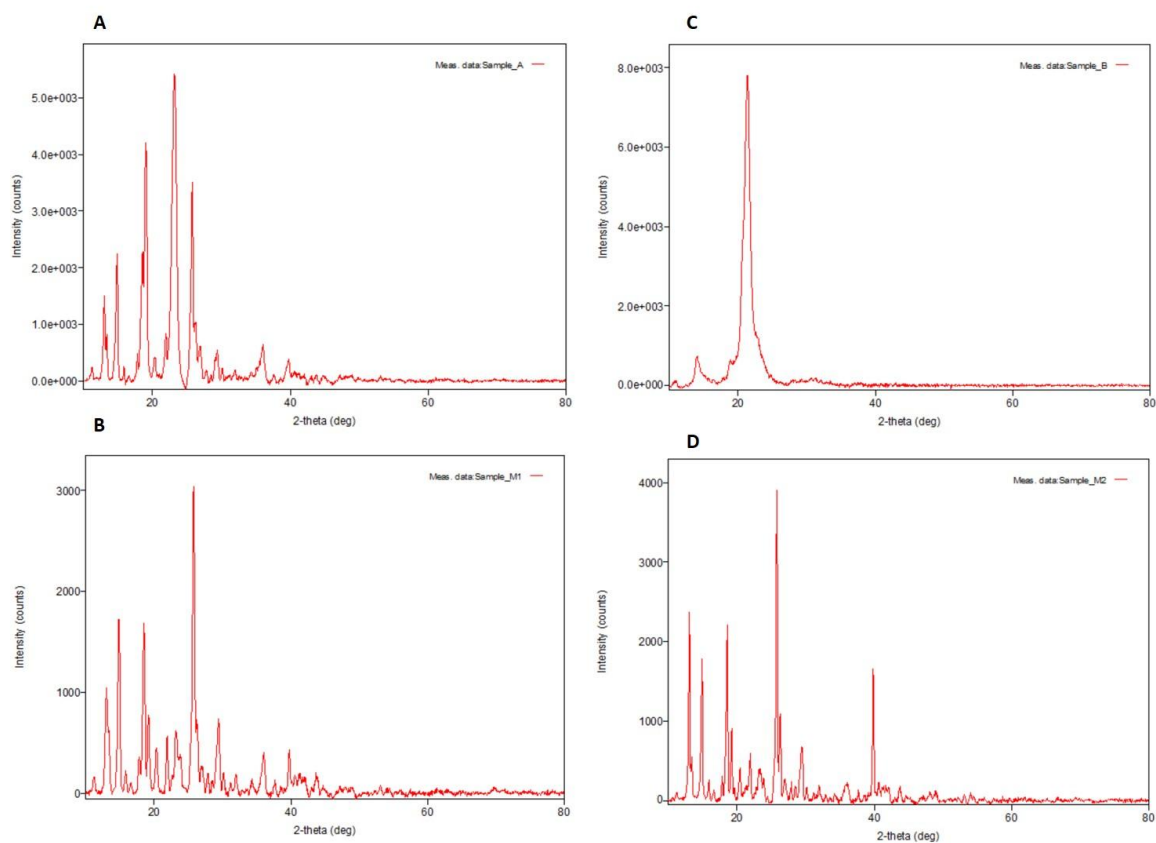 A
Meas. data:Sample_A
5.0e+003
4.0e+003
3.0e+003
2.0e+003
1.0e+003
0.0e+000
Intensity (counts)
20 40 60 80
2-theta (deg)
C
Meas. data:Sample_B
8.0e+003
6.0e+003
4.0e+003
2.0e+003
0.0e+000
Intensity (counts)
20 40 60 80
2-theta (deg)
B
Meas. data:Sample_M1
3000
2000
1000
0
Intensity (counts)
20 40 60 80
2-theta (deg)
D
Meas. data:Sample_M2
4000
3000
2000
1000
0
Intensity (counts)
20 40 60 80
2-theta (deg)